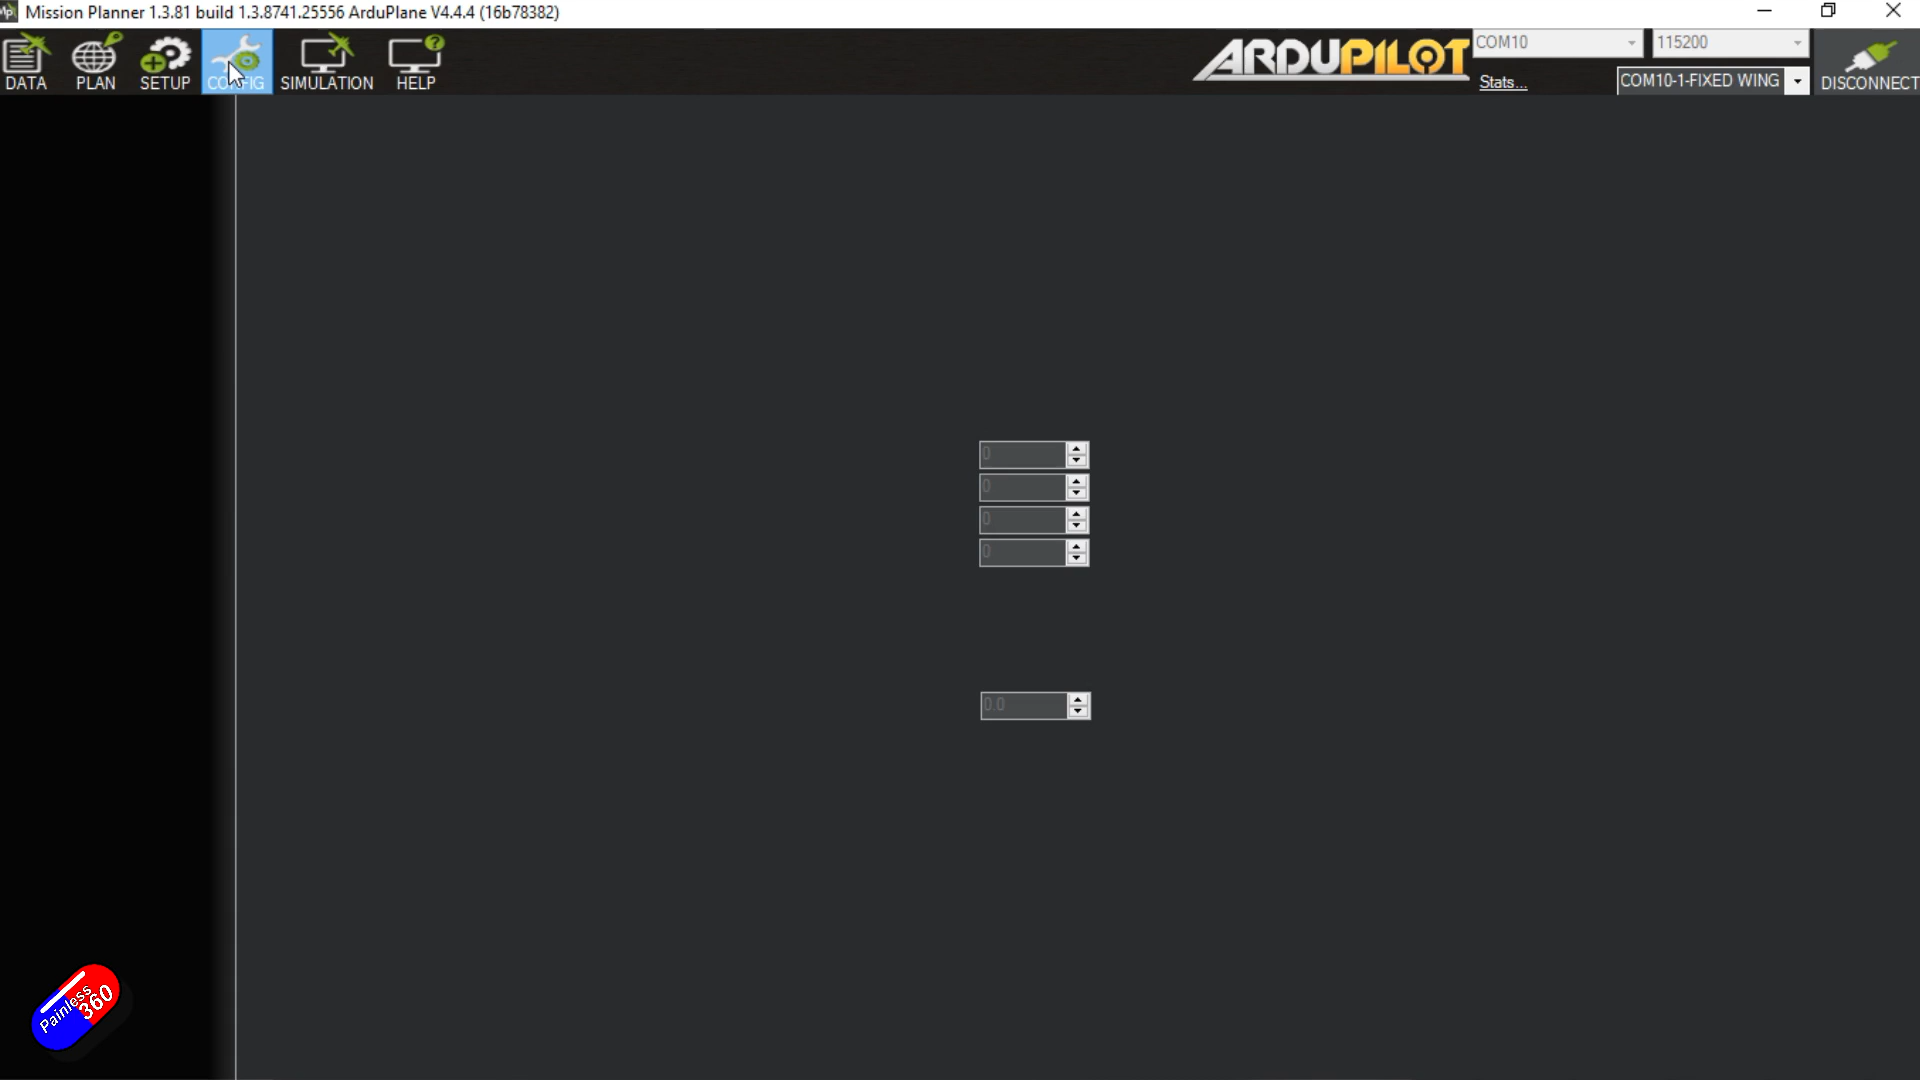 Mission Planner 1.3.81 build 1.3.8741.25556 ArduPlane V4.4.4 (16b78382)
DATA
PLAN
SETUP
CONFIG
SIMULATION
HELP
ARDUPILOT
COM10
115200
Stats...
COM10-1-FIXED WING
DISCONNECT
0
0
0
0
0.0
Painless
360